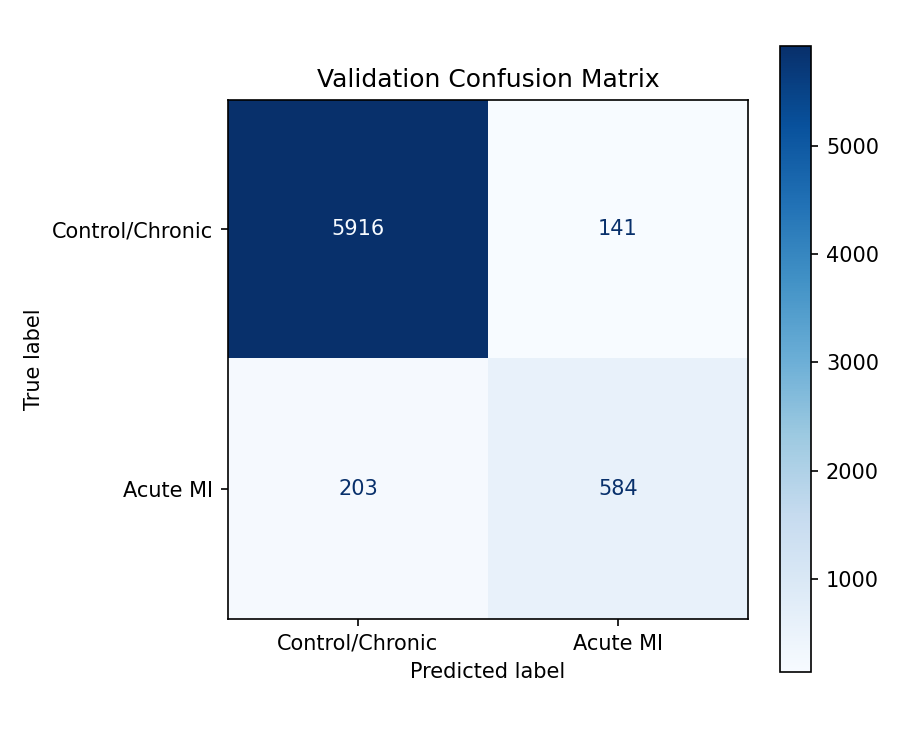 Validation Confusion Matrix
Control/Chronic
Acute MI
True label
5916
141
203
584
Control/Chronic
Acute MI
Predicted label
5000
4000
3000
2000
1000